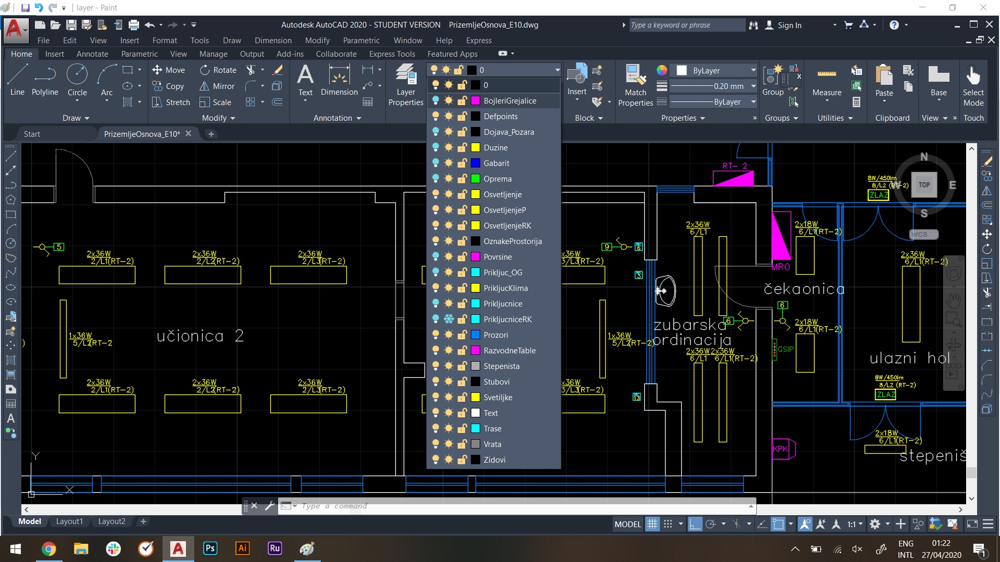 layer - Paint
Autodesk AutoCAD 2020 - STUDENT VERSION PrizemljeOsnova_E10.dwg
Type a keyword or phrase
Sign In
File Edit View Insert Format Tools Draw Dimension Modify Parametric Window Help Express
Home Insert Annotate Parametric View Manage Output Add-ins Collaborate Express Tools Featured Apps
Line Polyline Circle Arc
Move Rotate
Copy Mirror
Stretch Scale
Text Dimension
Layer Properties
0
Insert
Match Properties
ByLayer
0.20 mm
ByLayer
Group
Measure
Paste
Base
Select Mode
Draw Modify Annotation Block Properties Groups Utilities Clipboard View Touch
Start PrizemljeOsnova_E10*
0
BojleriGrejalice
Defpoints
Dojava_Pozara
Duzine
Gabarit
Oprema
Osvetljenje
OsvetljenjeP
OsvetljenjeRK
OznakeProstorija
Povrsine
Prikljuc_OG
PrikljucKlima
Prikljucnice
PrikljucniceRK
Prozori
RazvodneTable
Stepenista
Stubovi
Svetiljke
Text
Trase
Vrata
Zidovi
5
2x36W
2/L1(RT-2)
2x36W
2/L2(RT-2)
2x36W
2/L3(RT-2)
1x36W
5/L2(RT-2
učionica 2
2x36W
2/L1(RT-2)
2x36W
2/L2(RT-2)
2x36W
2/L3(RT-2)
x36W
3/L3(RT-2)
9
6
3
1x36W
5/L2(RT-2)
x36W
3/L3(RT-2)
13
RT- 2
2x36W
6/L1
MRO
2x18W
6/L1(RT-2)
čekaonica
6
6
zubarska
ordinacija
2x36W
6/L1
2x36W
6/L1(RT-2)
2x18W
6/L1(RT-2)
GSIP
KPK
8W/450lm
8/L2 (RT-2)
ZLAZ
N
W
TOP
E
S
WCS
2x36W
6/L1(RT-2)
ulazni hol
8W/450lm
8/L2 (RT-2)
ZLAZ
2x18W
6/L1(RT-2)
stepeniš
Y
X
Type a command
Model Layout1 Layout2
MODEL
1:1
Ps Ai Ru
ENG
INTL
01:22
27/04/2020
1